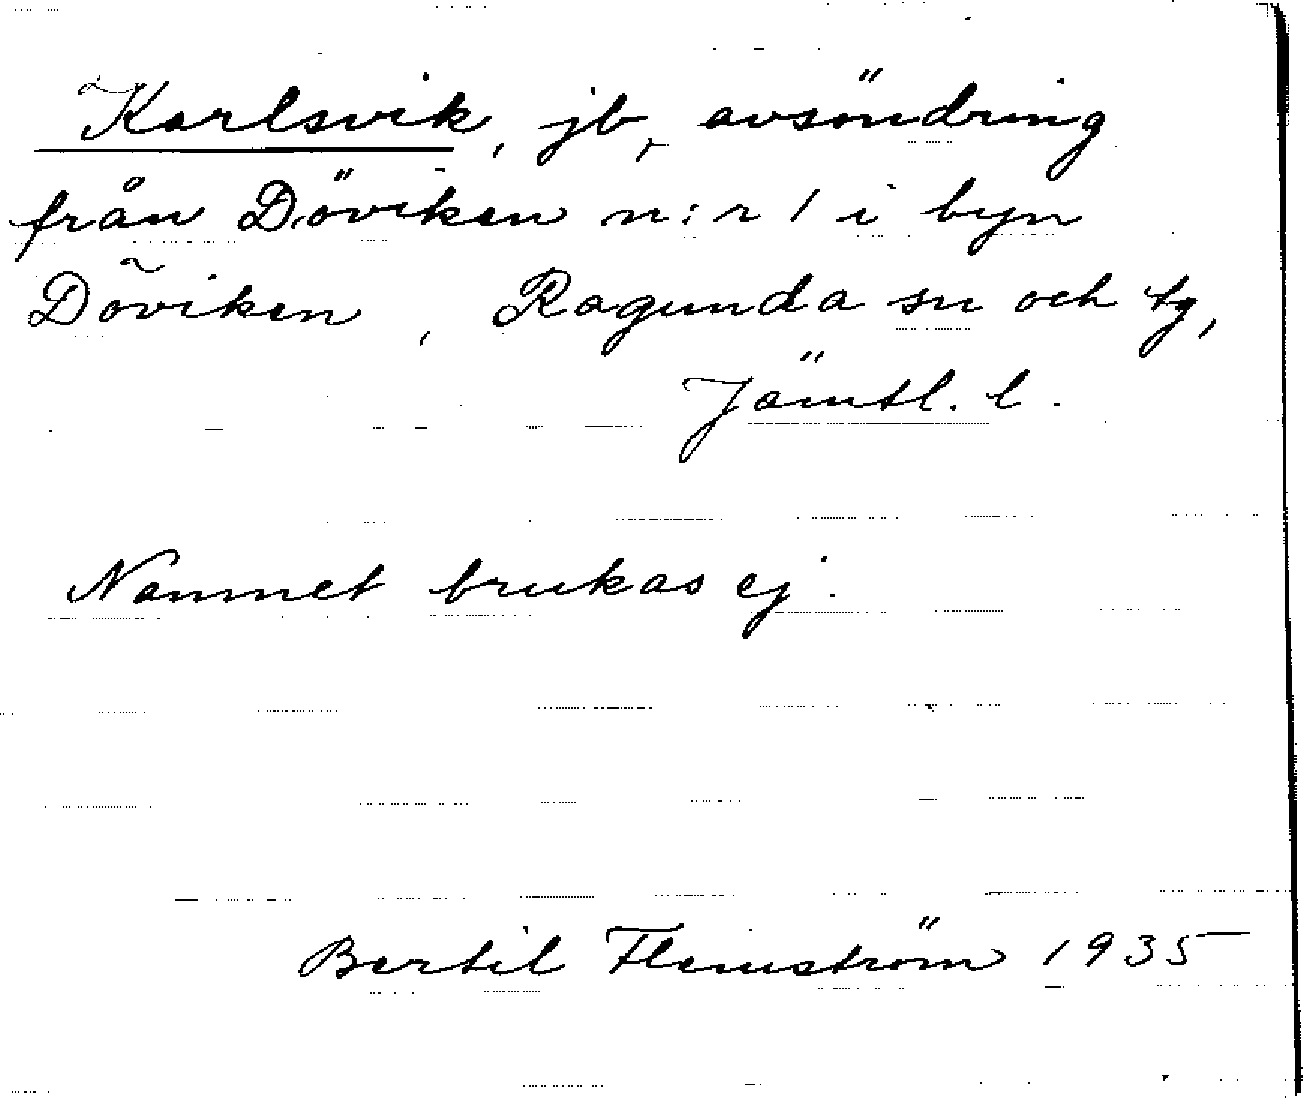 Karlsvik, jb, avsöndring
från Döviken n:r 1 i byn
Döviken, Ragunda sn och tg,
Jämtl. l.
Namnet brukas ej.
Bertil Flemström 1935